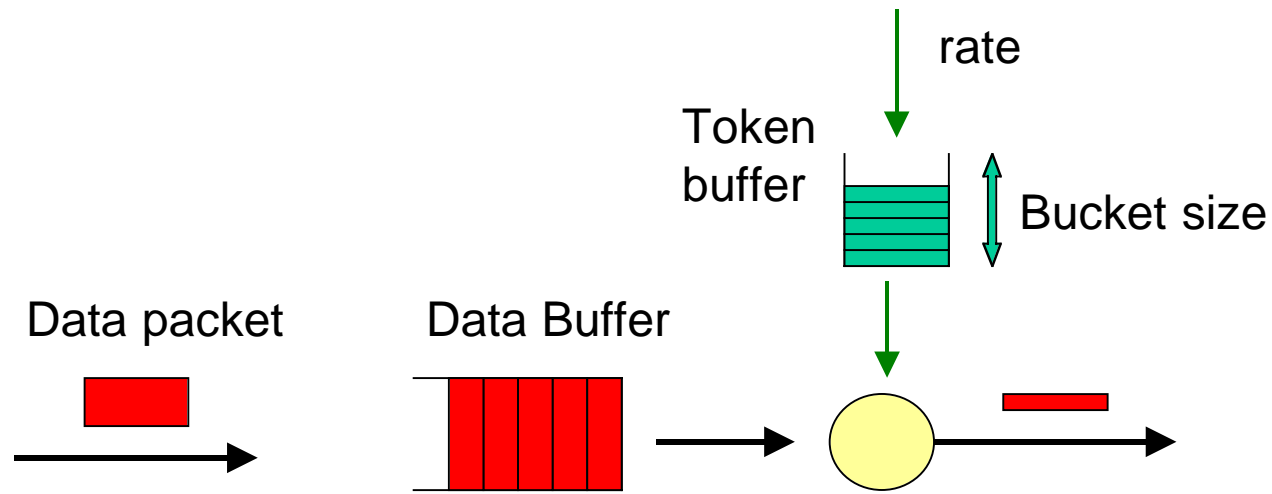 rate
Token
buffer
Bucket size
Data packet
Data Buffer